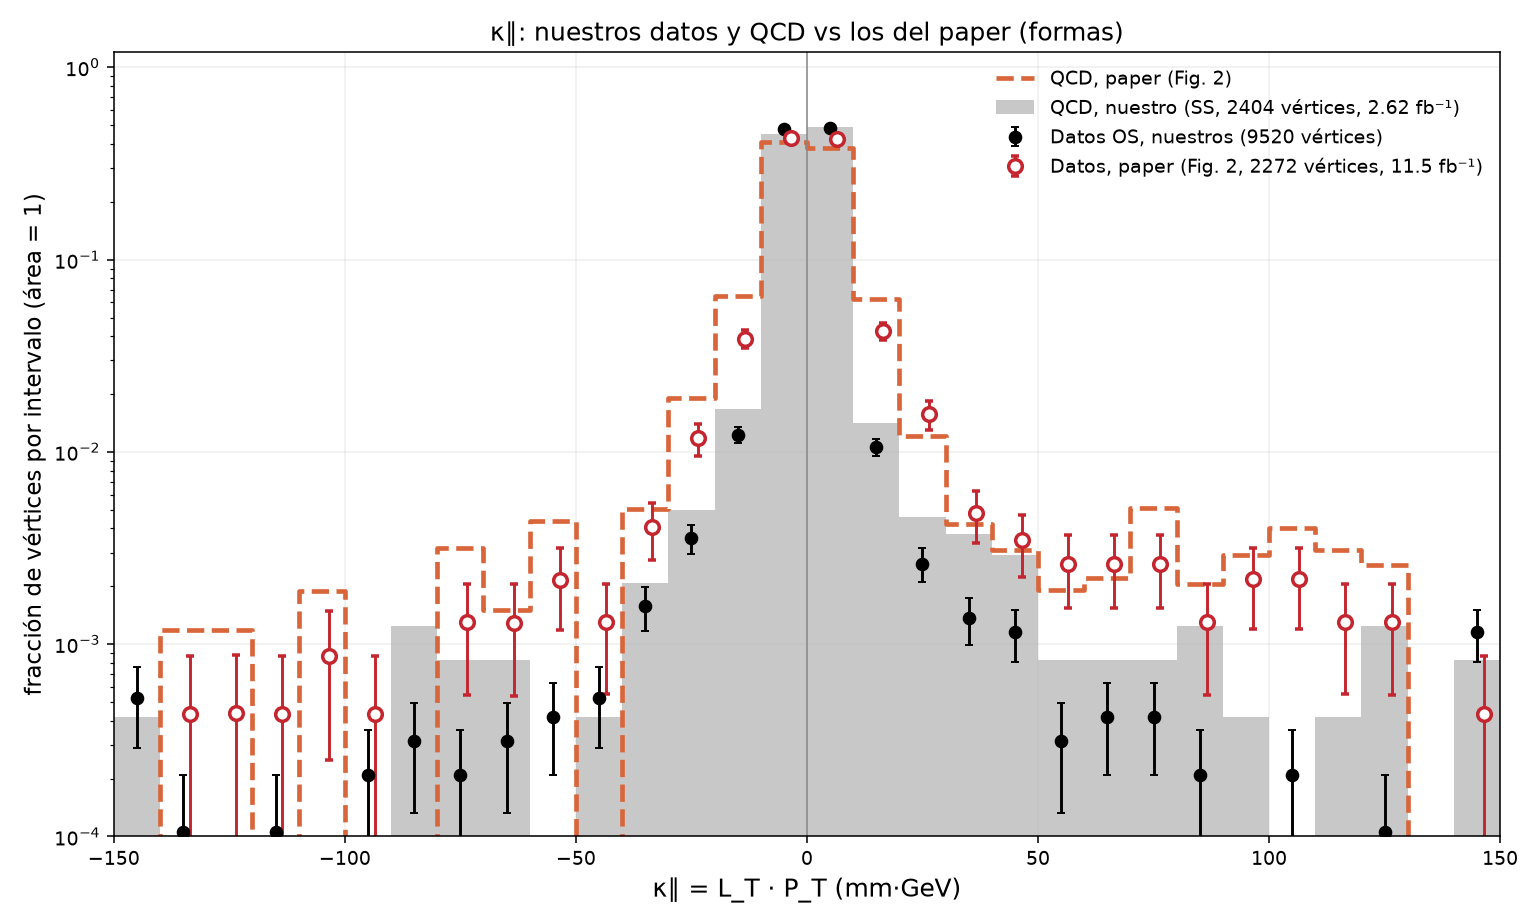 κ∥: nuestros datos y QCD vs los del paper (formas)
QCD, paper (Fig. 2)
QCD, nuestro (SS, 2404 vértices, 2.62 fb⁻¹)
Datos OS, nuestros (9520 vértices)
Datos, paper (Fig. 2, 2272 vértices, 11.5 fb⁻¹)
fracción de vértices por intervalo (área = 1)
10⁰
10⁻¹
10⁻²
10⁻³
10⁻⁴
−150 −100 −50 0 50 100 150
κ∥ = L_T · P_T (mm·GeV)